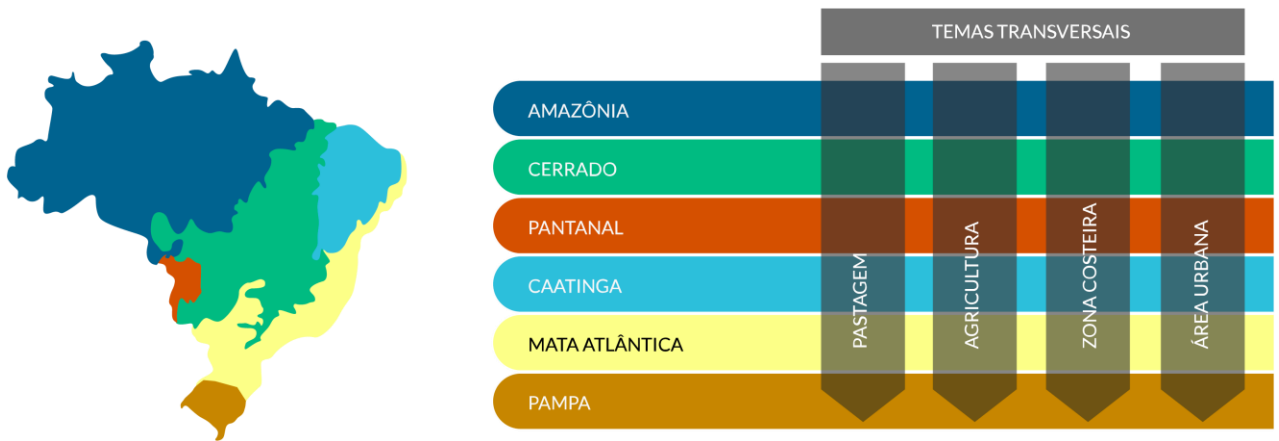 TEMAS TRANSVERSAIS
AMAZÔNIA
CERRADO
PANTANAL
CAATINGA
MATA ATLÂNTICA
PAMPA
PASTAGEM
AGRICULTURA
ZONA COSTEIRA
ÁREA URBANA